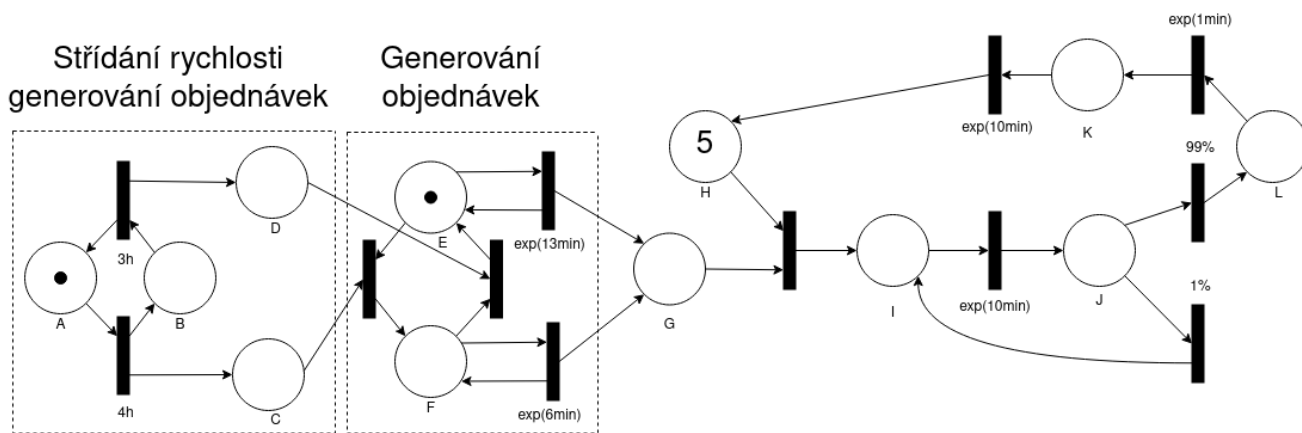 Střídání rychlosti
generování objednávek
Generování
objednávek
A
3h
B
4h
D
C
E
exp(13min)
F
exp(6min)
G
5
H
I
exp(10min)
J
99%
1%
L
exp(1min)
K
exp(10min)